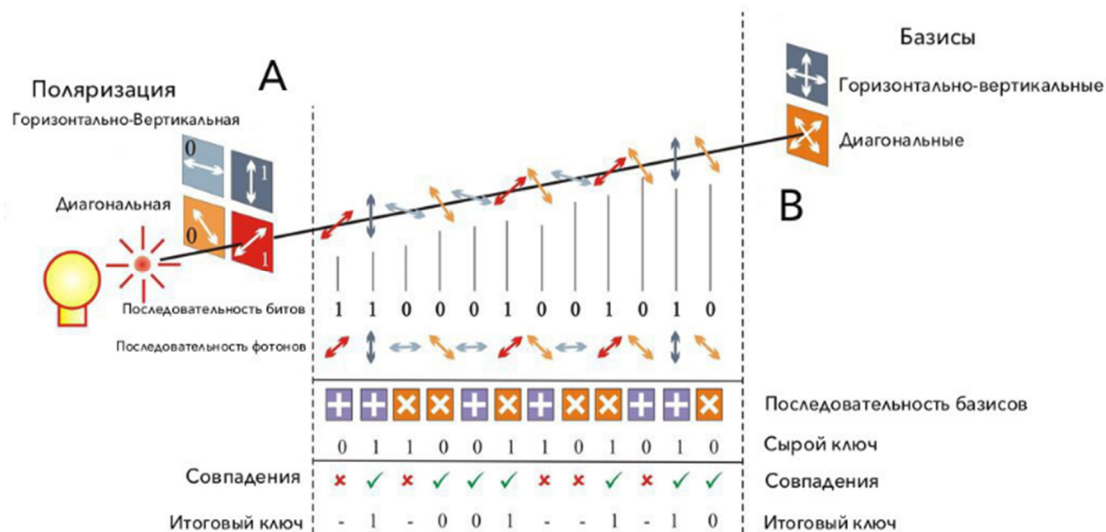 A
Базисы
Поляризация
Горизонтально-Вертикальная
Горизонтально-вертикальные
0
1
Диагональные
Диагональная
0
1
B
Последовательность битов 1 1 0 0 0 1 0 0 1 0 1 0
Последовательность фотонов
Последовательность базисов
0 1 1 0 0 1 1 0 1 0 1 0 Сырой ключ
Совпадения Совпадения
Итоговый ключ - 1 - 0 0 1 - - 1 - 1 0 Итоговый ключ